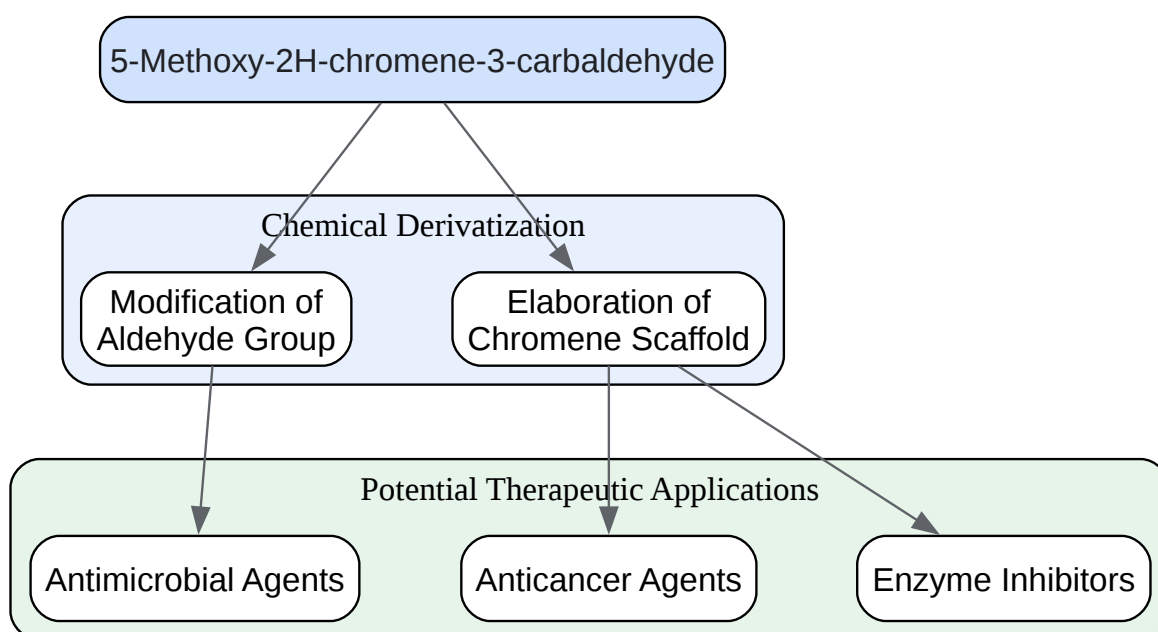 5-Methoxy-2H-chromene-3-carbaldehyde
Chemical Derivatization
Modification of
Aldehyde Group
Elaboration of
Chromene Scaffold
Potential Therapeutic Applications
Antimicrobial Agents
Anticancer Agents
Enzyme Inhibitors